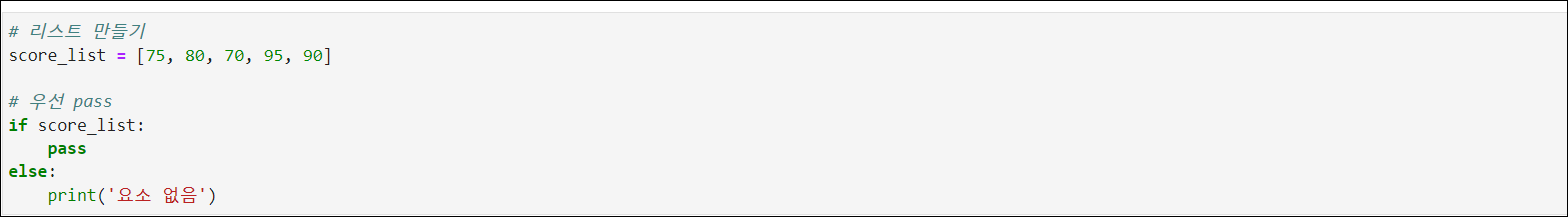 # 리스트 만들기
score_list = [75, 80, 70, 95, 90]
# 우선 pass
if score_list:
    pass
else:
    print('요소 없음')